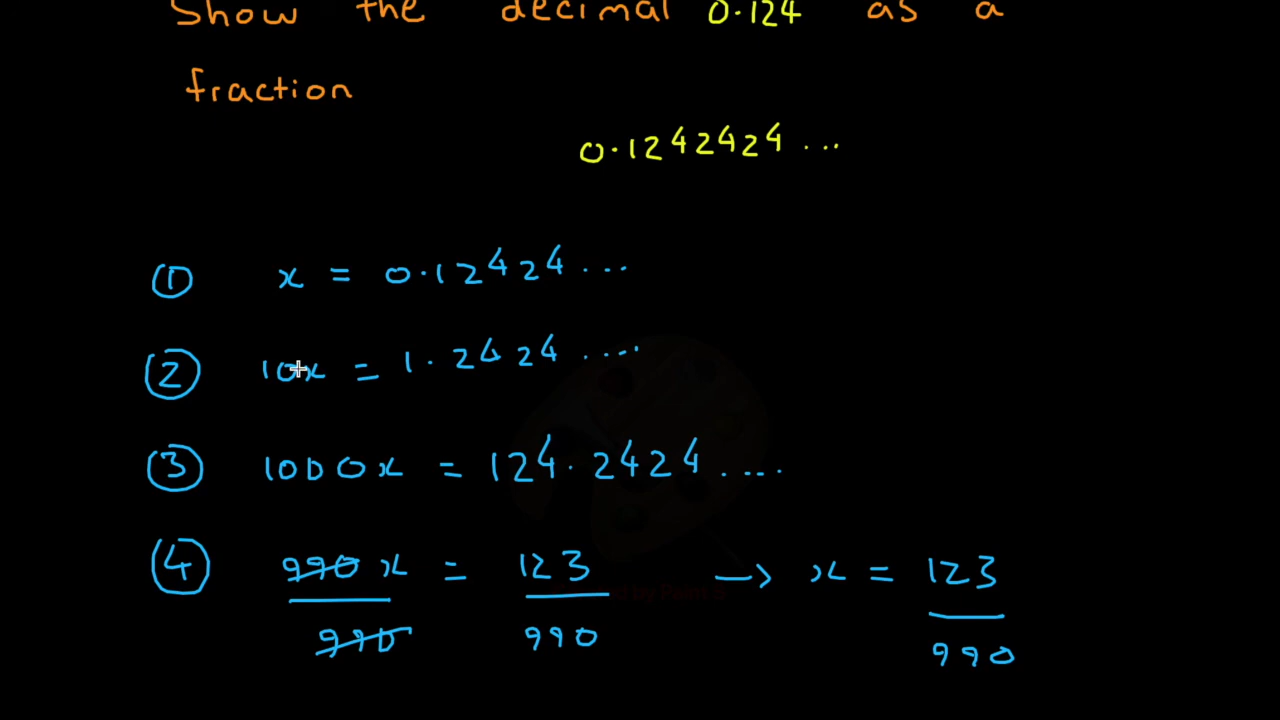 Show the decimal 0.124 as a
fraction
0.1242424...
① x = 0.12424...
② 10x = 1.2424....
③ 1000x = 124.2424....
④ 990x = 123 → x = 123
990 990 990